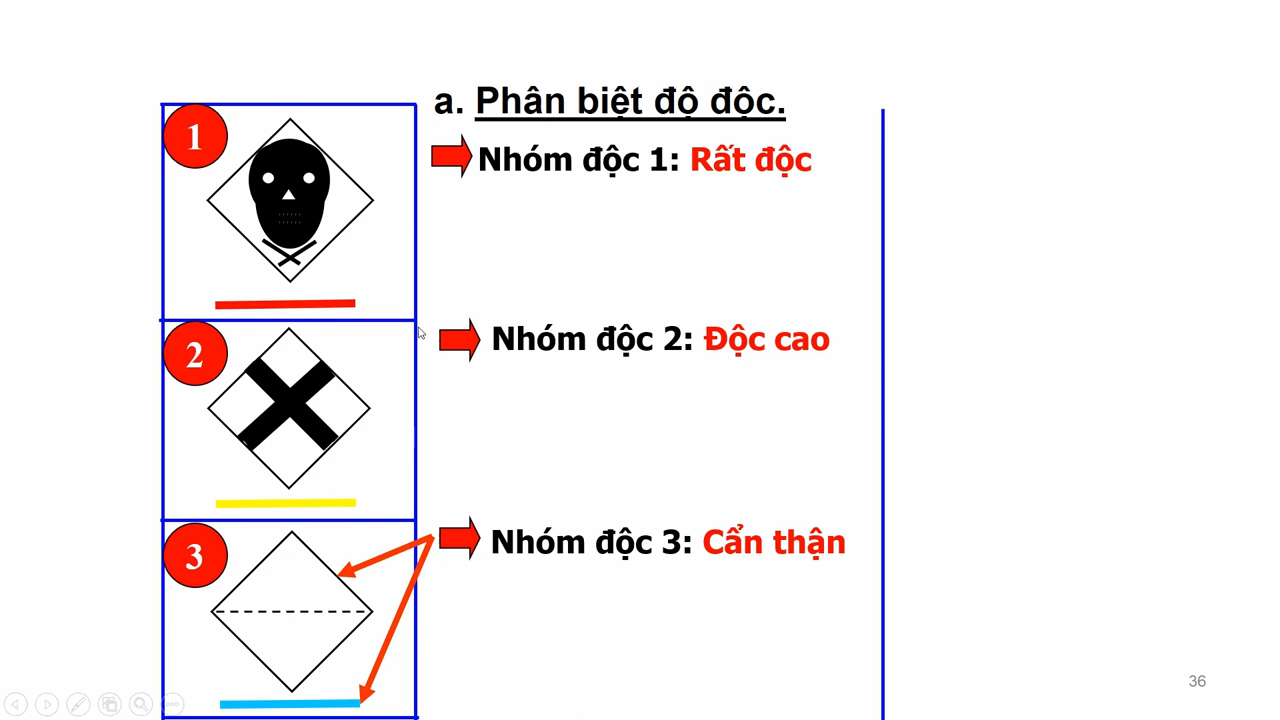 a. Phân biệt độ độc.
1
Nhóm độc 1: Rất độc
2
Nhóm độc 2: Độc cao
3
Nhóm độc 3: Cẩn thận
36